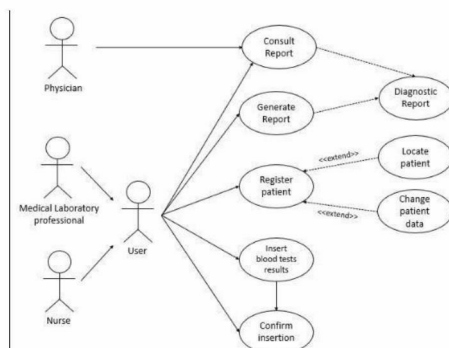 Consult
Report
Physician
Diagnostic
Report
Generate
Report
<<extend>>
Locate
patient
Medical Laboratory
professional
Register
patient
<<extend>>
Change
patient
data
User
Insert
blood tests
results
Nurse
Confirm
insertion